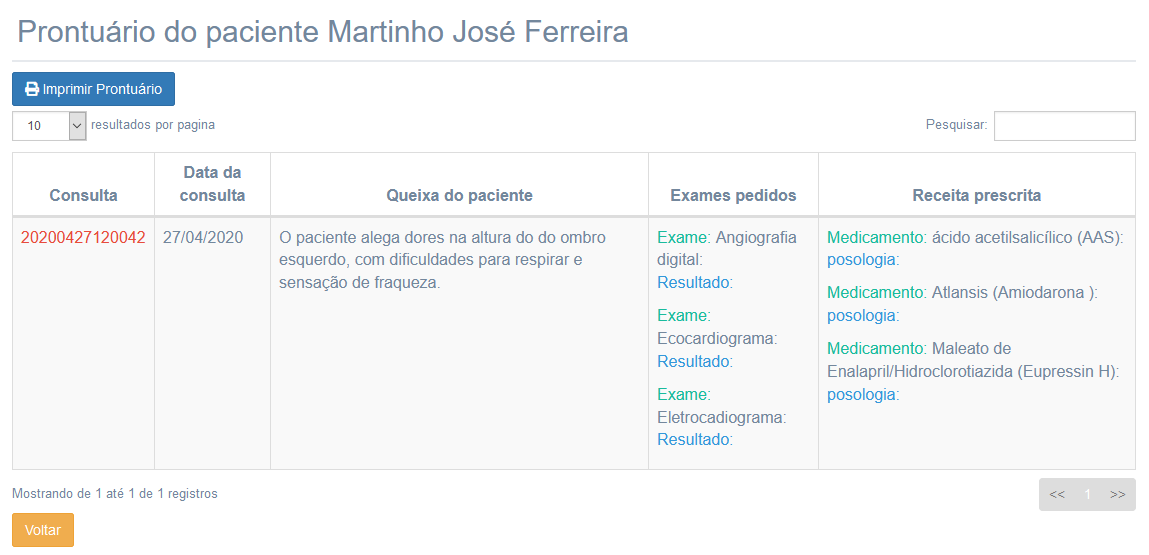 Prontuário do paciente Martinho José Ferreira
Imprimir Prontuário
10 resultados por pagina
Pesquisar:
Consulta
Data da
consulta
Queixa do paciente
Exames pedidos
Receita prescrita
20200427120042
27/04/2020
O paciente alega dores na altura do do ombro
esquerdo, com dificuldades para respirar e
sensação de fraqueza.
Exame: Angiografia
digital:
Resultado:
Exame:
Ecocardiograma:
Resultado:
Exame:
Eletrocadiograma:
Resultado:
Medicamento: ácido acetilsalicílico (AAS):
posologia:
Medicamento: Atlansis (Amiodarona ):
posologia:
Medicamento: Maleato de
Enalapril/Hidroclorotiazida (Eupressin H):
posologia:
Mostrando de 1 até 1 de 1 registros
<< 1 >>
Voltar